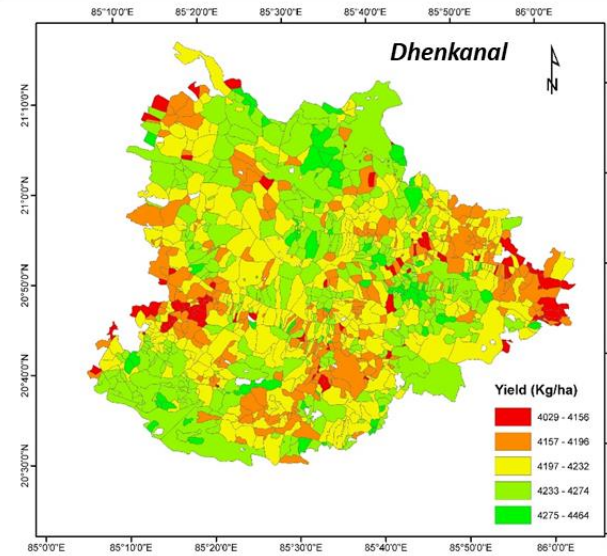 85°10'0"E 85°20'0"E 85°30'0"E 85°40'0"E 85°50'0"E 86°0'0"E
Dhenkanal
N
21°10'0"N
21°0'0"N
20°50'0"N
20°40'0"N
20°30'0"N
Yield (Kg/ha)
4029 - 4156
4157 - 4196
4197 - 4232
4233 - 4274
4275 - 4464
85°0'0"E 85°10'0"E 85°20'0"E 85°30'0"E 85°40'0"E 85°50'0"E 86°0'0"E